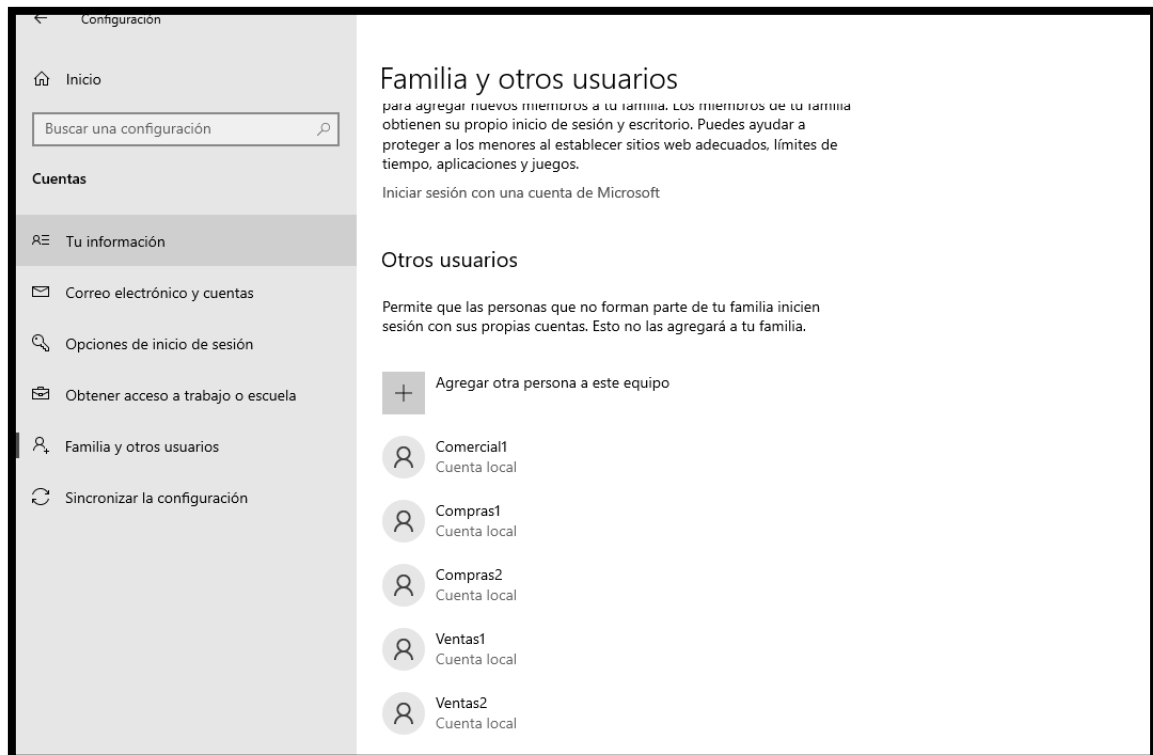 Configuración
Inicio
Buscar una configuración
Cuentas
Tu información
Correo electrónico y cuentas
Opciones de inicio de sesión
Obtener acceso a trabajo o escuela
Familia y otros usuarios
Sincronizar la configuración
Familia y otros usuarios
para agregar nuevos miembros a tu familia. Los miembros de tu familia
obtienen su propio inicio de sesión y escritorio. Puedes ayudar a
proteger a los menores al establecer sitios web adecuados, límites de
tiempo, aplicaciones y juegos.
Iniciar sesión con una cuenta de Microsoft
Otros usuarios
Permite que las personas que no forman parte de tu familia inicien
sesión con sus propias cuentas. Esto no las agregará a tu familia.
Agregar otra persona a este equipo
Comercial1
Cuenta local
Compras1
Cuenta local
Compras2
Cuenta local
Ventas1
Cuenta local
Ventas2
Cuenta local